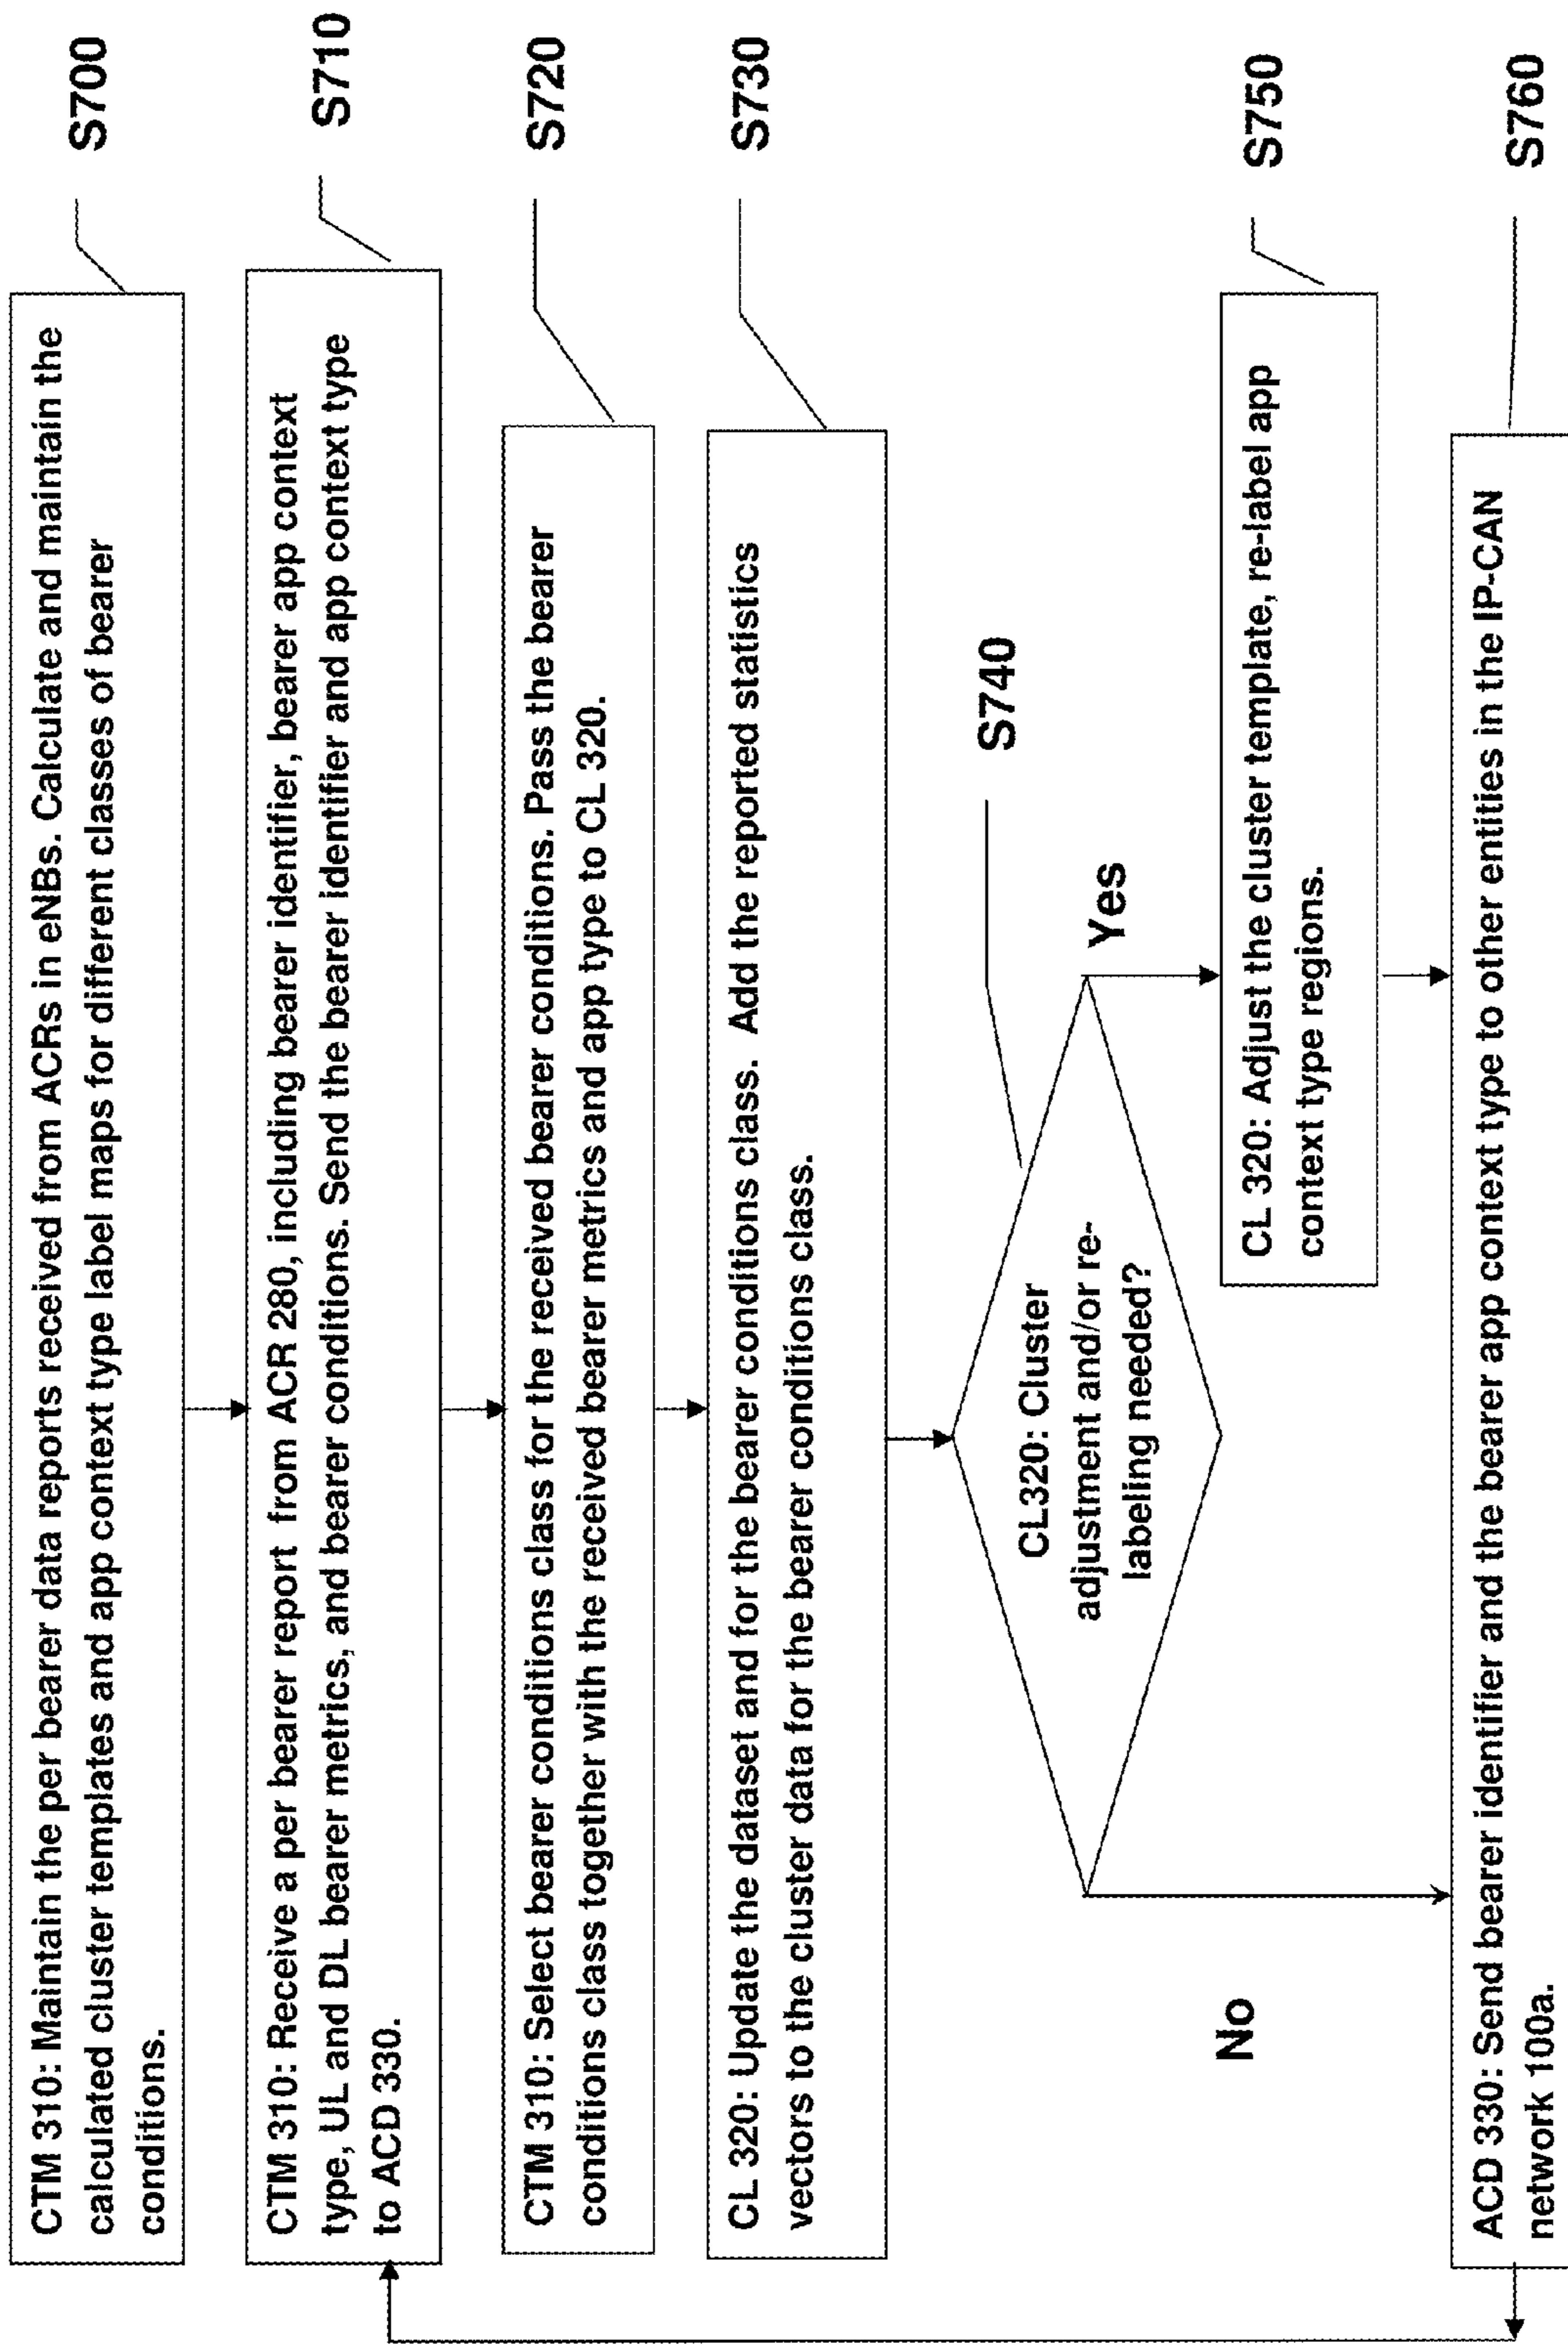 CTM 310: Maintain the per bearer data reports received from ACRs in eNBs. Calculate and maintain the
calculated cluster templates and app context type label maps for different classes of bearer
conditions.
S700
CTM 310: Receive a per bearer report from ACR 280, including bearer identifier, bearer app context
type, UL and DL bearer metrics, and bearer conditions. Send the bearer identifier and app context type
to ACD 330.
S710
CTM 310: Select bearer conditions class for the received bearer conditions. Pass the bearer
conditions class together with the received bearer metrics and app type to CL 320.
S720
CL 320: Update the dataset and for the bearer conditions class. Add the reported statistics
vectors to the cluster data for the bearer conditions class.
S730
CL320: Cluster
adjustment and/or re-
labeling needed?
S740
Yes
No
CL 320: Adjust the cluster template, re-label app
context type regions.
S750
ACD 330: Send bearer identifier and the bearer app context type to other entities in the IP-CAN
network 100a.
S760